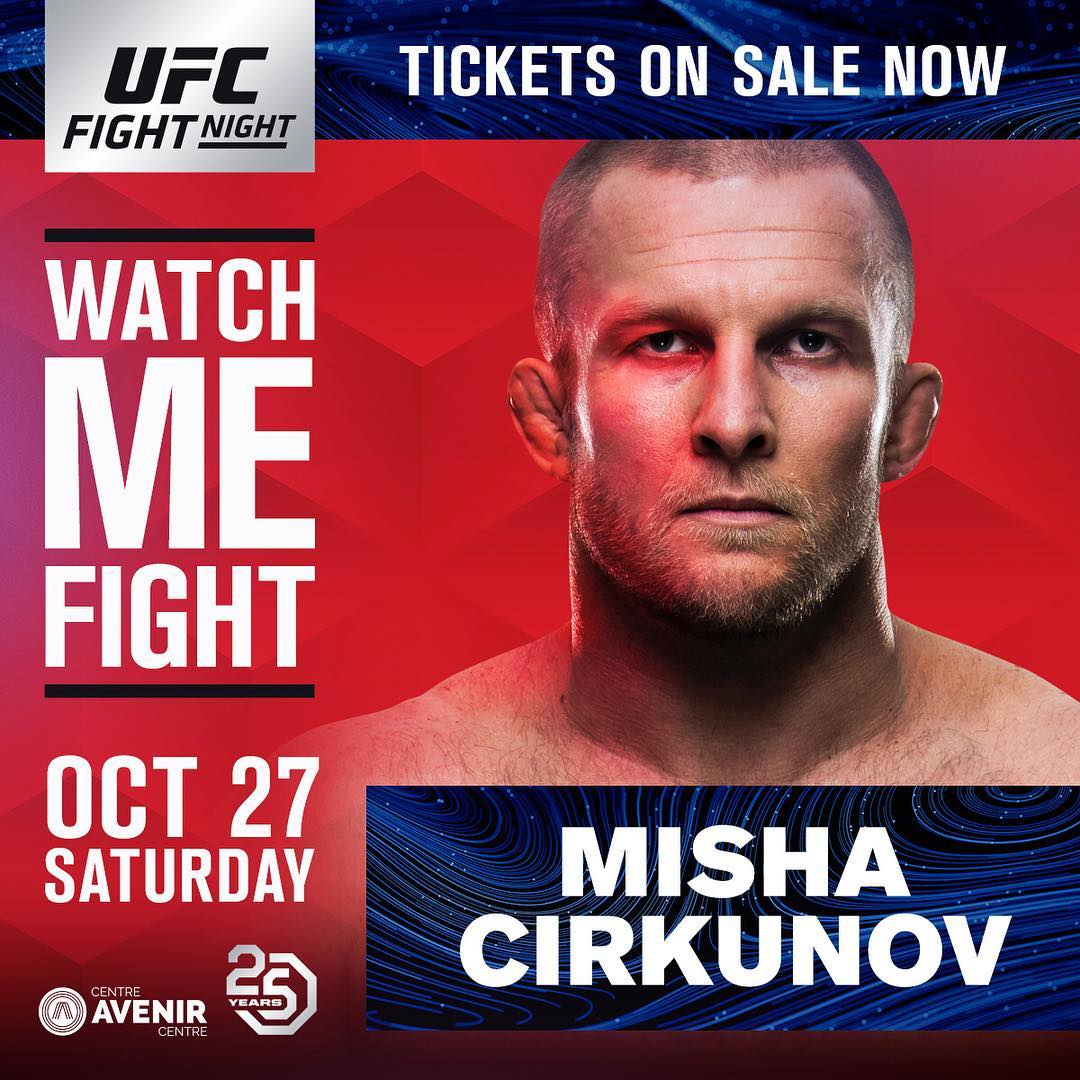 UFC
FIGHT NIGHT
TICKETS ON SALE NOW
WATCH
ME
FIGHT
OCT 27
SATURDAY
MISHA
CIRKUNOV
CENTRE
AVENIR
CENTRE
25
YEARS